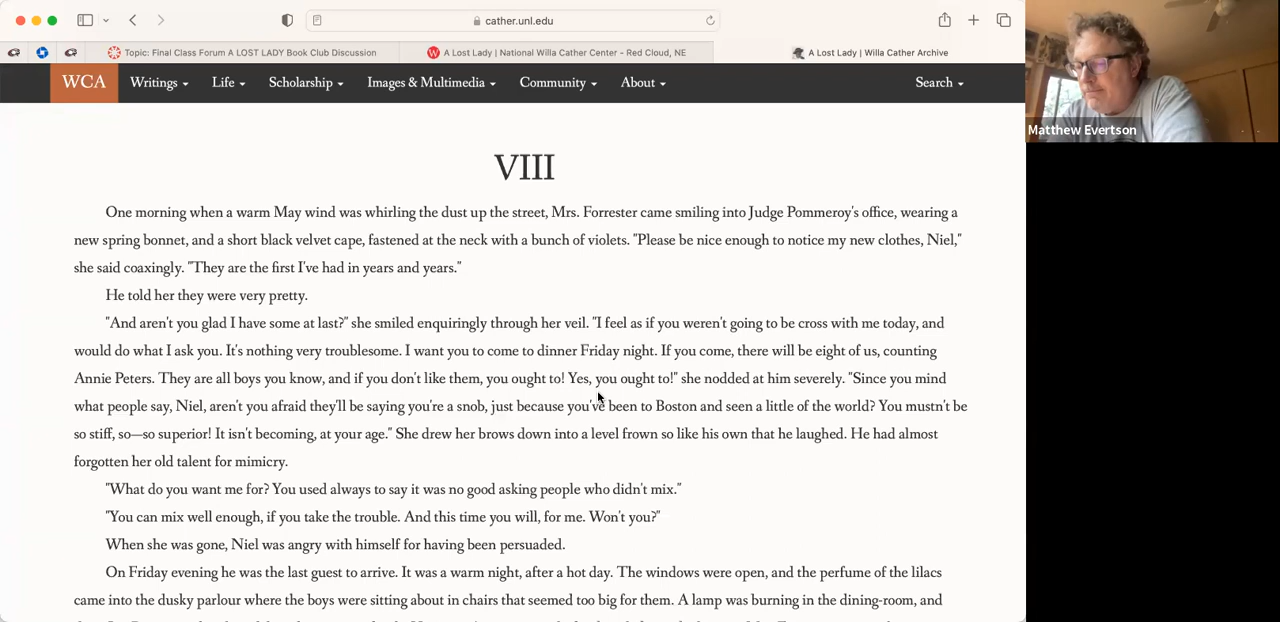 cather.unl.edu
Topic: Final Class Forum A LOST LADY Book Club Discussion
A Lost Lady | National Willa Cather Center - Red Cloud, NE
A Lost Lady | Willa Cather Archive
WCA Writings Life Scholarship Images & Multimedia Community About Search
Matthew Evertson
VIII
One morning when a warm May wind was whirling the dust up the street, Mrs. Forrester came smiling into Judge Pommeroy's office, wearing a
new spring bonnet, and a short black velvet cape, fastened at the neck with a bunch of violets. "Please be nice enough to notice my new clothes, Niel,"
she said coaxingly. "They are the first I've had in years and years."
He told her they were very pretty.
"And aren't you glad I have some at last?" she smiled enquiringly through her veil. "I feel as if you weren't going to be cross with me today, and
would do what I ask you. It's nothing very troublesome. I want you to come to dinner Friday night. If you come, there will be eight of us, counting
Annie Peters. They are all boys you know, and if you don't like them, you ought to! Yes, you ought to!" she nodded at him severely. "Since you mind
what people say, Niel, aren't you afraid they'll be saying you're a snob, just because you've been to Boston and seen a little of the world? You mustn't be
so stiff, so—so superior! It isn't becoming, at your age." She drew her brows down into a level frown so like his own that he laughed. He had almost
forgotten her old talent for mimicry.
"What do you want me for? You used always to say it was no good asking people who didn't mix."
"You can mix well enough, if you take the trouble. And this time you will, for me. Won't you?"
When she was gone, Niel was angry with himself for having been persuaded.
On Friday evening he was the last guest to arrive. It was a warm night, after a hot day. The windows were open, and the perfume of the lilacs
came into the dusky parlour where the boys were sitting about in chairs that seemed too big for them. A lamp was burning in the dining-room, and